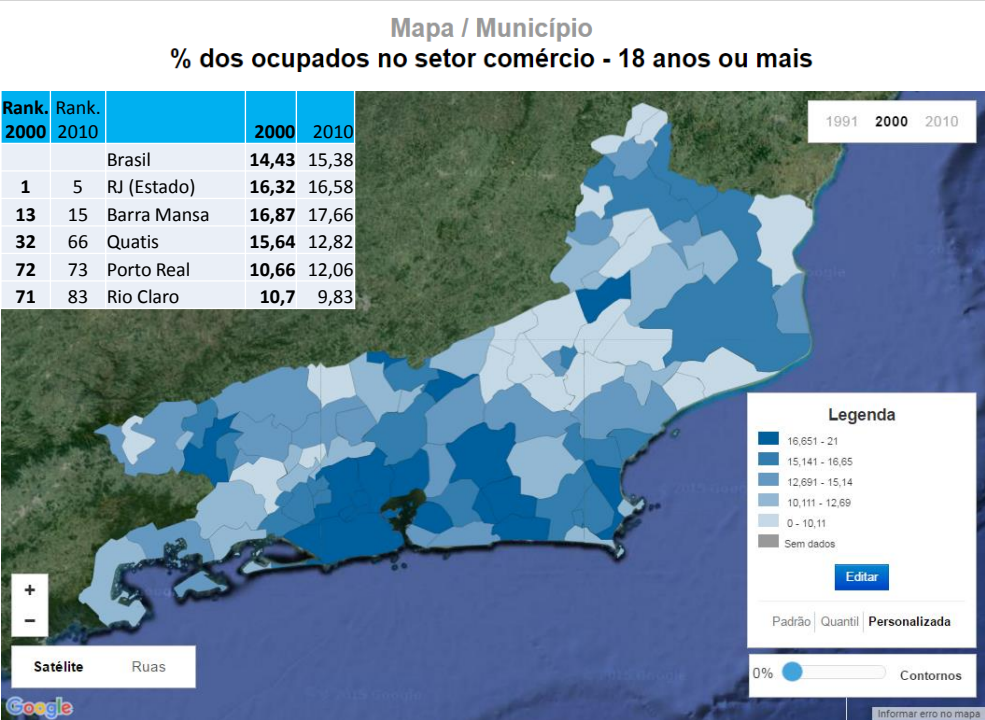 Mapa / Município
% dos ocupados no setor comércio - 18 anos ou mais
Rank. 2000 Rank. 2010 2000 2010
Brasil 14,43 15,38
1 5 RJ (Estado) 16,32 16,58
13 15 Barra Mansa 16,87 17,66
32 66 Quatis 15,64 12,82
72 73 Porto Real 10,66 12,06
71 83 Rio Claro 10,7 9,83
1991 2000 2010
Legenda
16,651 - 21
15,141 - 16,65
12,691 - 15,14
10,111 - 12,69
0 - 10,11
Sem dados
Editar
Padrão Quantil Personalizada
0% Contornos
+
−
Satélite Ruas
Google
Informar erro no mapa